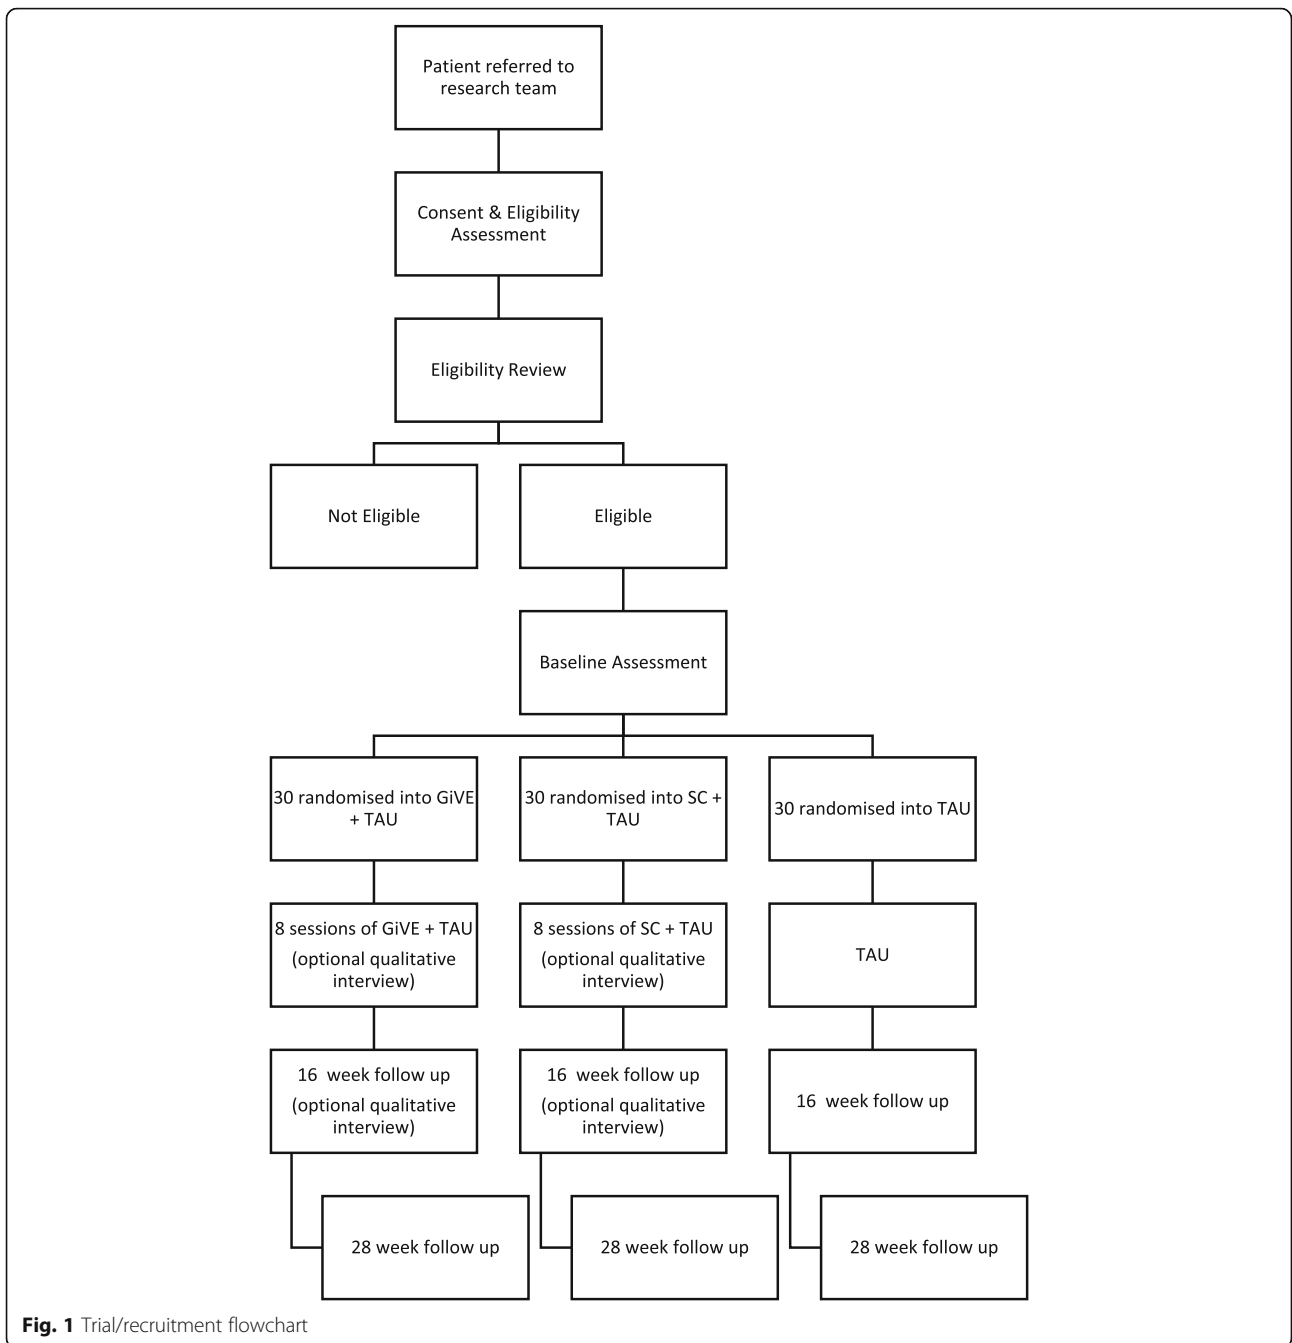 Patient referred to
research team
Consent & Eligibility
Assessment
Eligibility Review
Not Eligible
Eligible
Baseline Assessment
30 randomised into GiVE
+ TAU
30 randomised into SC +
TAU
30 randomised into TAU
8 sessions of GiVE + TAU
(optional qualitative
interview)
8 sessions of SC + TAU
(optional qualitative
interview)
TAU
16 week follow up
(optional qualitative
interview)
16 week follow up
(optional qualitative
interview)
16 week follow up
28 week follow up
28 week follow up
28 week follow up
Fig. 1 Trial/recruitment flowchart